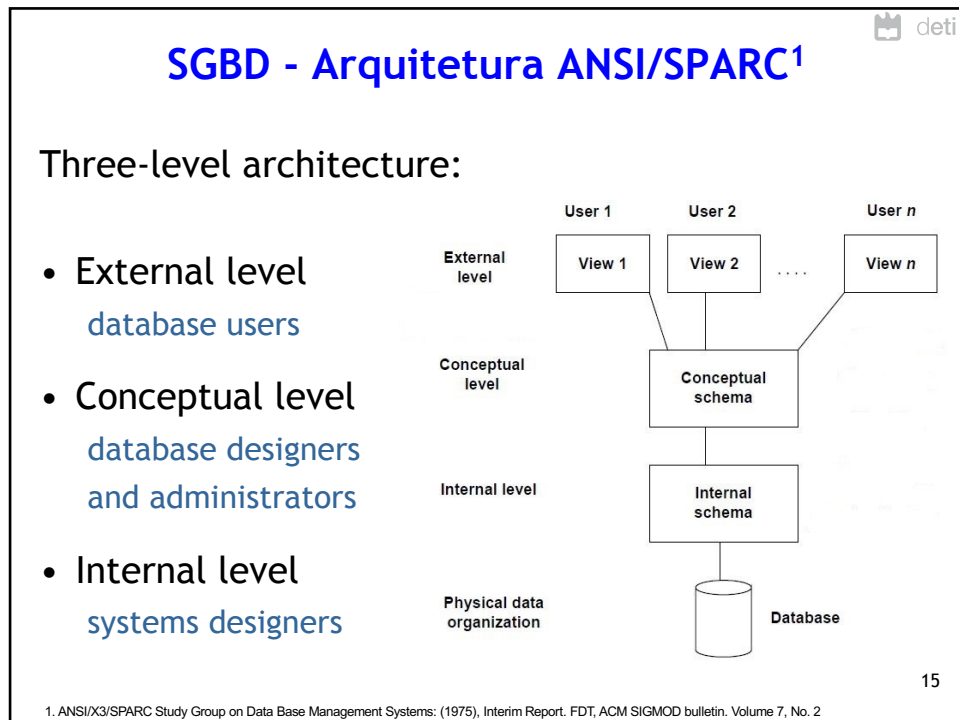 deti
SGBD - Arquitetura ANSI/SPARC1
Three-level architecture:
• External level
database users
• Conceptual level
database designers
and administrators
• Internal level
systems designers
User 1
User 2
User n
External
level
View 1
View 2
. . . .
View n
Conceptual
level
Conceptual
schema
Internal level
Internal
schema
Physical data
organization
Database
15
1. ANSI/X3/SPARC Study Group on Data Base Management Systems: (1975), Interim Report. FDT, ACM SIGMOD bulletin. Volume 7, No. 2